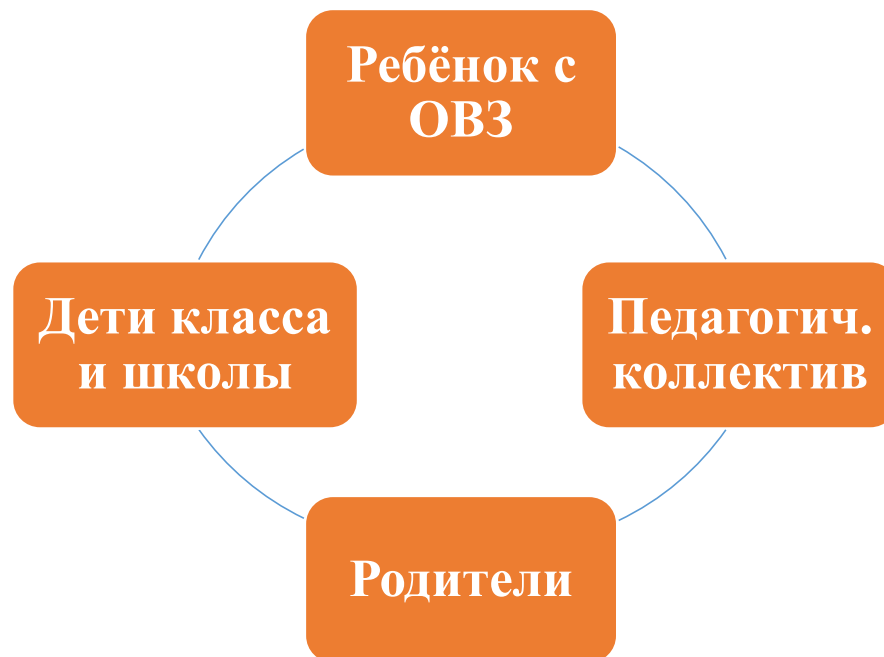 Ребёнок с
ОВЗ
Дети класса
и школы
Педагогич.
коллектив
Родители